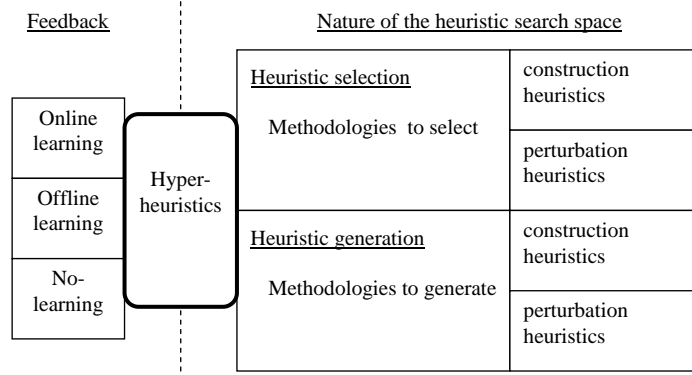 Feedback
Nature of the heuristic search space
Online
learning
Offline
learning
No-
learning
Hyper-
heuristics
Heuristic selection
Methodologies to select
construction
heuristics
perturbation
heuristics
Heuristic generation
Methodologies to generate
construction
heuristics
perturbation
heuristics